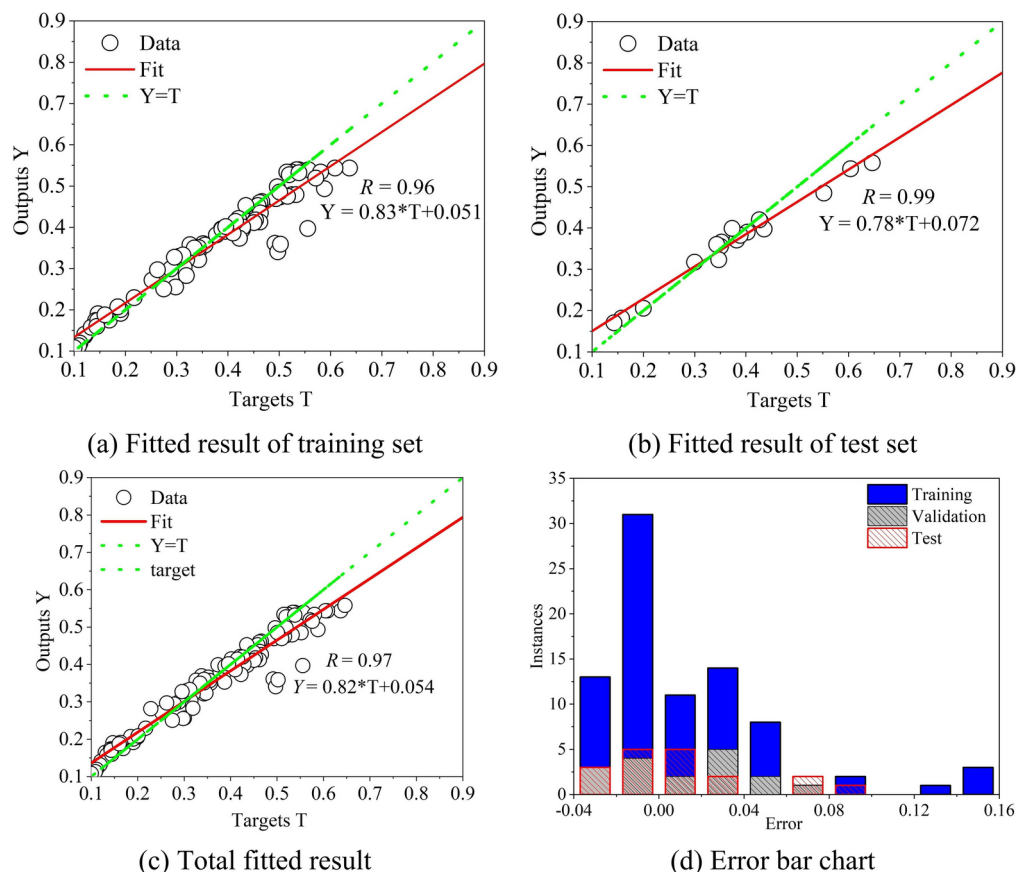 0.9
0.8
0.7
0.6
0.5
0.4
0.3
0.2
0.1
Outputs Y
Data
Fit
Y=T
R = 0.96
Y = 0.83*T+0.051
0.1 0.2 0.3 0.4 0.5 0.6 0.7 0.8 0.9
Targets T
(a) Fitted result of training set
0.9
0.8
0.7
0.6
0.5
0.4
0.3
0.2
0.1
Outputs Y
Data
Fit
Y=T
R = 0.99
Y = 0.78*T+0.072
0.1 0.2 0.3 0.4 0.5 0.6 0.7 0.8 0.9
Targets T
(b) Fitted result of test set
0.9
0.8
0.7
0.6
0.5
0.4
0.3
0.2
0.1
Outputs Y
Data
Fit
Y=T
target
R = 0.97
Y = 0.82*T+0.054
0.1 0.2 0.3 0.4 0.5 0.6 0.7 0.8 0.9
Targets T
(c) Total fitted result
35
30
25
20
15
10
5
0
Instances
Training
Validation
Test
-0.04 0.00 0.04 0.08 0.12 0.16
Error
(d) Error bar chart